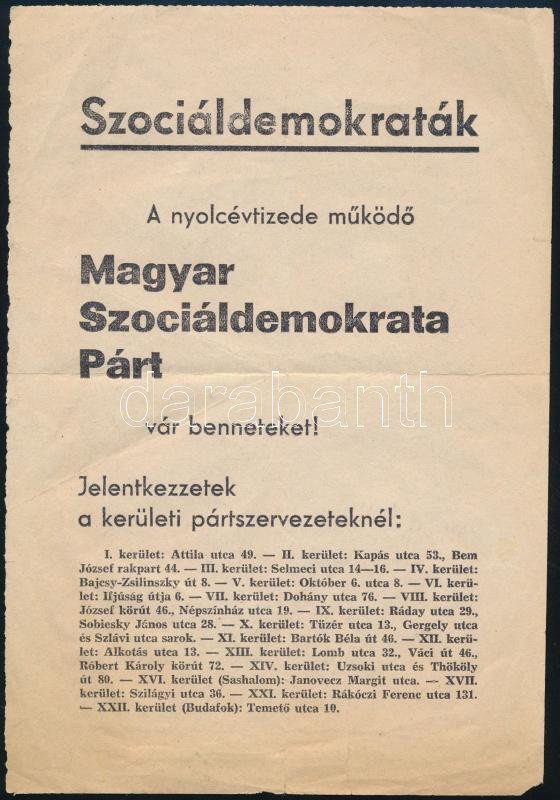 Szociáldemokraták
A nyolcévtizede működő
Magyar
Szociáldemokrata
Párt
darabanth
vár benneteket!
Jelentkezzetek
a kerületi pártszervezeteknél:
I. kerület: Attila utca 49. — II. kerület: Kapás utca 53., Bem
József rakpart 44. — III. kerület: Selmeci utca 14—16. — IV. kerület:
Bajcsy-Zsilinszky út 8. — V. kerület: Október 6. utca 8. — VI. kerü-
let: Ifjúság útja 6. — VII. kerület: Dohány utca 76. — VIII. kerület:
József körút 46., Népszínház utca 19. — IX. kerület: Ráday utca 29.,
Sobiesky János utca 28. — X. kerület: Tüzér utca 13., Gergely utca
és Szlávi utca sarok. — XI. kerület: Bartók Béla út 46. — XII. kerü-
let: Alkotás utca 13. — XIII. kerület: Lomb utca 32., Váci út 46.,
Róbert Károly körút 72. — XIV. kerület: Uzsoki utca és Thököly
út 80. — XVI. kerület (Sashalom): Janovecz Margit utca. — XVII.
kerület: Szilágyi utca 36. — XXI. kerület: Rákóczi Ferenc utca 131.
— XXII. kerület (Budafok): Temető utca 10.